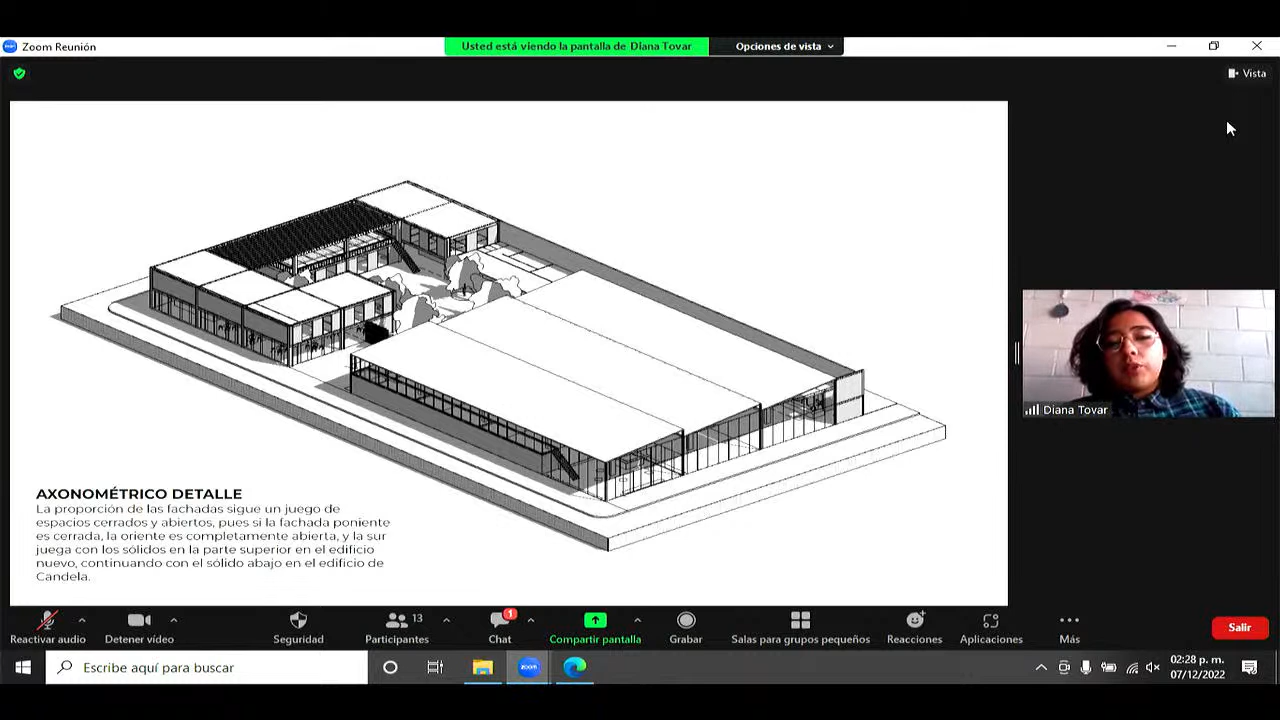 zoom Zoom Reunión
Usted está viendo la pantalla de Diana Tovar
Opciones de vista
Vista
AXONOMÉTRICO DETALLE
La proporción de las fachadas sigue un juego de
espacios cerrados y abiertos, pues si la fachada poniente
es cerrada, la oriente es completamente abierta, y la sur
juega con los sólidos en la parte superior en el edificio
nuevo, continuando con el sólido abajo en el edificio de
Candela.
Diana Tovar
Reactivar audio
Detener vídeo
Seguridad
13
Participantes
1
Chat
Compartir pantalla
Grabar
Salas para grupos pequeños
Reacciones
Aplicaciones
Más
Salir
Escribe aquí para buscar
zoom
02:28 p. m.
07/12/2022